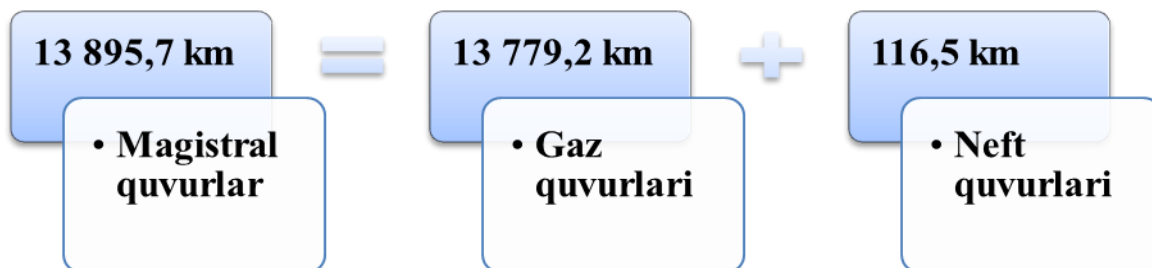 13 895,7 km
• Magistral
quvurlar
=
13 779,2 km
• Gaz
quvurlari
+
116,5 km
• Neft
quvurlari